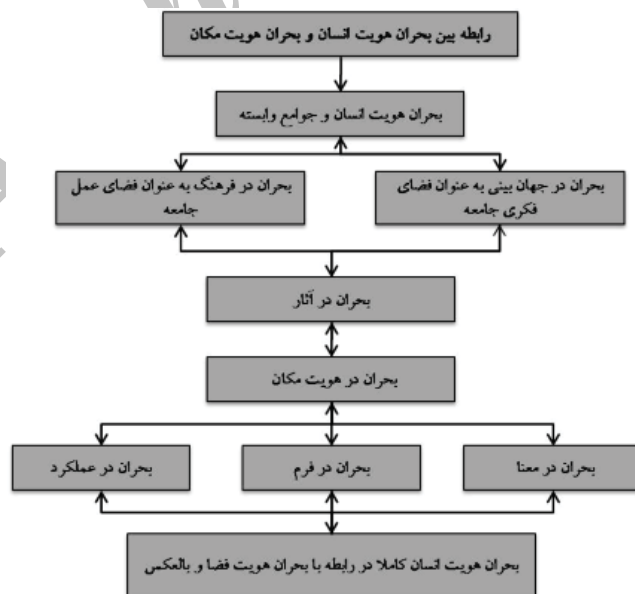 رابطه بین بحران هویت انسان و بحران هویت مکان
بحران هویت انسان و جوامع وابسته
بحران در جهان بینی به عنوان فضای
فکری جامعه
بحران در فرهنگ به عنوان فضای عمل
جامعه
بحران در آثار
بحران در هویت مکان
بحران در معنا
بحران در فرم
بحران در عملکرد
بحران هویت انسان کاملا در رابطه با بحران هویت فضا و بالعکس